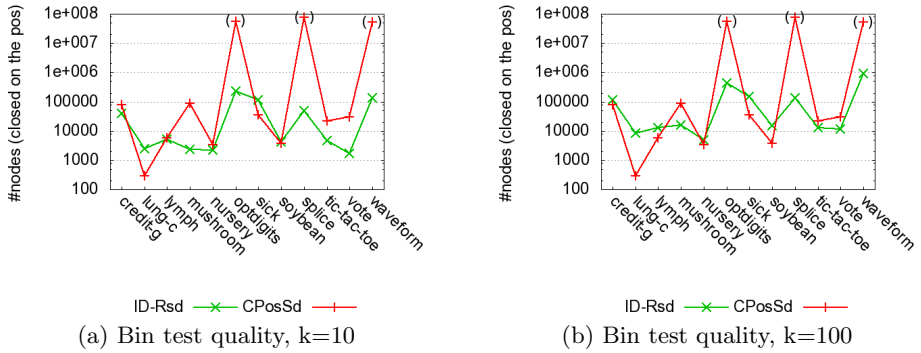 #nodes (closed on the pos)
1e+008
1e+008
1e+006
100000
10000
1000
100
(-)
(-)
(-)
credit-g
lung-c
lymph
mushroom
nursery
optdigits
sick
soybean
splice
tic-tac-toe
vote
waveform
ID-Rsd
CPosSd
(a) Bin test quality, k=10
#nodes (closed on the pos)
1e+008
1e+008
1e+006
100000
10000
1000
100
(-)
(-)
(-)
credit-g
lung-c
lymph
mushroom
nursery
optdigits
sick
soybean
splice
tic-tac-toe
vote
waveform
ID-Rsd
CPosSd
(b) Bin test quality, k=100